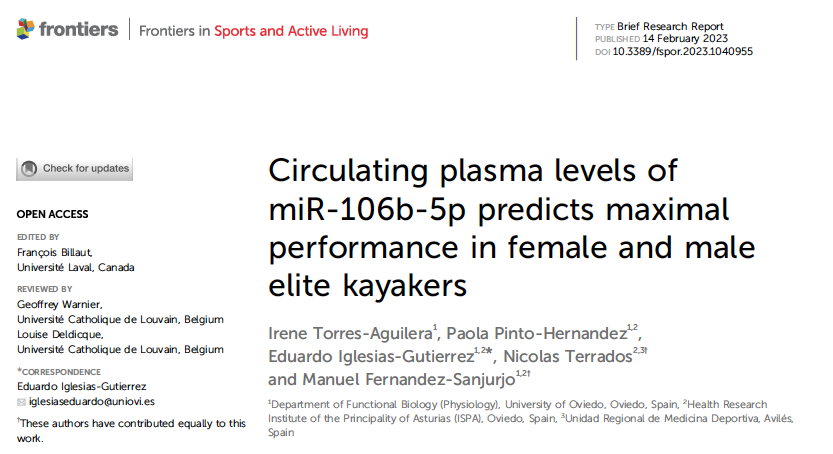 frontiers | Frontiers in Sports and Active Living
TYPE Brief Research Report
PUBLISHED 14 February 2023
DOI 10.3389/fspor.2023.1040955
Check for updates
OPEN ACCESS
EDITED BY
François Billaut,
Université Laval, Canada
REVIEWED BY
Geoffrey Warnier,
Université Catholique de Louvain, Belgium
Louise Deldicque,
Université Catholique de Louvain, Belgium
*CORRESPONDENCE
Eduardo Iglesias-Gutierrez
iglesiaseduardo@uniovi.es
†These authors have contributed equally to this
work.
Circulating plasma levels of
miR-106b-5p predicts maximal
performance in female and male
elite kayakers
Irene Torres-Aguilera1, Paola Pinto-Hernandez1,2,
Eduardo Iglesias-Gutierrez1,2*, Nicolas Terrados2,3†
and Manuel Fernandez-Sanjurjo1,2†
1Department of Functional Biology (Physiology), University of Oviedo, Oviedo, Spain, 2Health Research
Institute of the Principality of Asturias (ISPA), Oviedo, Spain, 3Unidad Regional de Medicina Deportiva, Avilés,
Spain